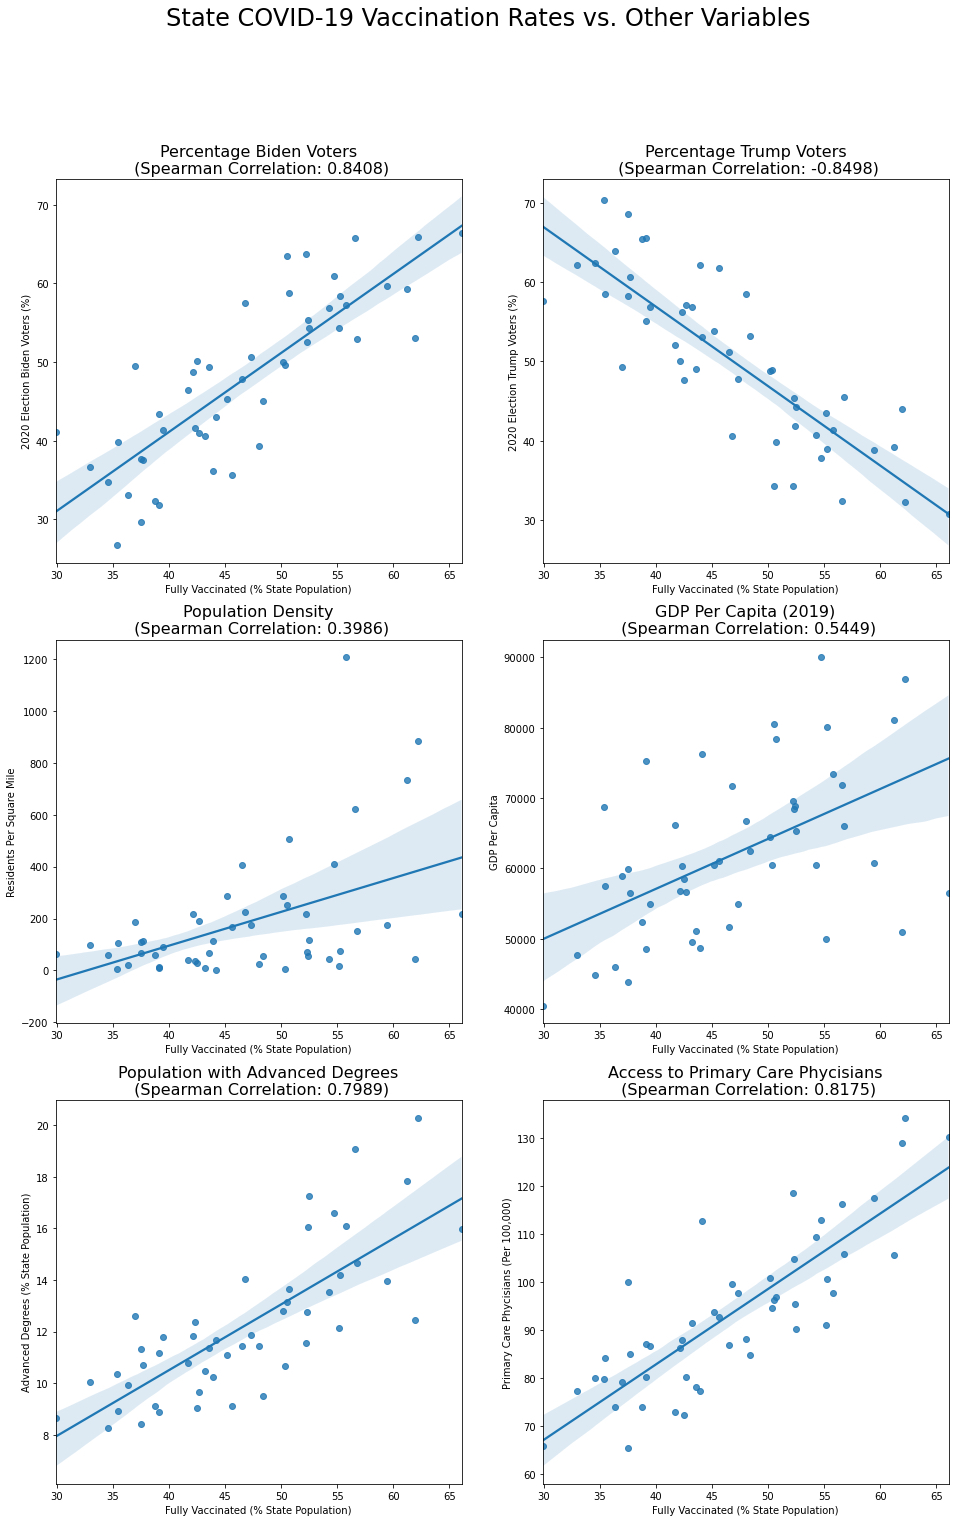 State COVID-19 Vaccination Rates vs. Other Variables
Percentage Biden Voters
(Spearman Correlation: 0.8408)
2020 Election Biden Voters (%)
70
60
50
40
30
30 35 40 45 50 55 60 65
Fully Vaccinated (% State Population)
Percentage Trump Voters
(Spearman Correlation: -0.8498)
2020 Election Trump Voters (%)
70
60
50
40
30
30 35 40 45 50 55 60 65
Fully Vaccinated (% State Population)
Population Density
(Spearman Correlation: 0.3986)
Residents Per Square Mile
1200
1000
800
600
400
200
0
−200
30 35 40 45 50 55 60 65
Fully Vaccinated (% State Population)
GDP Per Capita (2019)
(Spearman Correlation: 0.5449)
GDP Per Capita
90000
80000
70000
60000
50000
40000
30 35 40 45 50 55 60 65
Fully Vaccinated (% State Population)
Population with Advanced Degrees
(Spearman Correlation: 0.7989)
Advanced Degrees (% State Population)
20
18
16
14
12
10
8
30 35 40 45 50 55 60 65
Fully Vaccinated (% State Population)
Access to Primary Care Phycisians
(Spearman Correlation: 0.8175)
Primary Care Phycisians (Per 100,000)
130
120
110
100
90
80
70
60
30 35 40 45 50 55 60 65
Fully Vaccinated (% State Population)